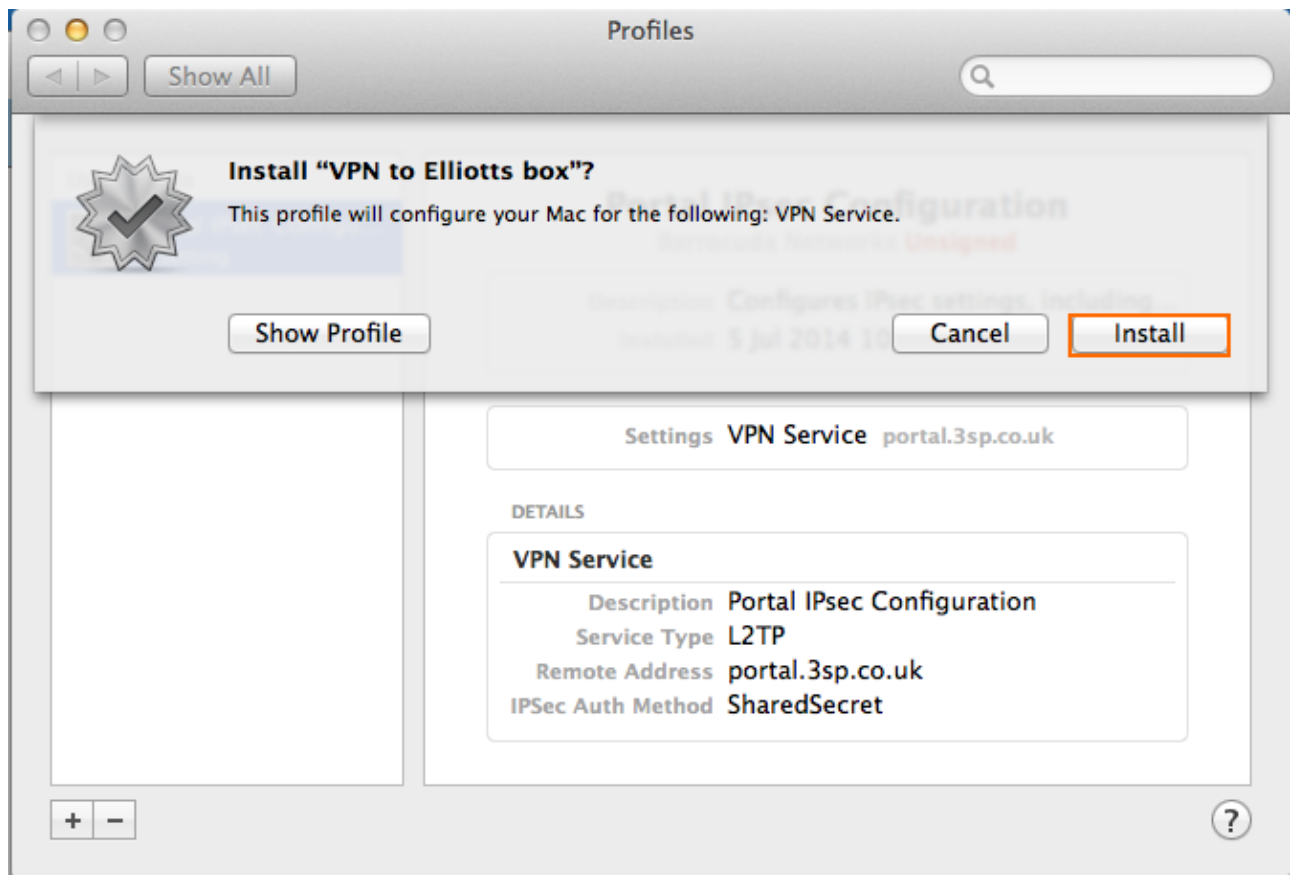 Profiles
Show All
Install “VPN to Elliotts box”?
This profile will configure your Mac for the following: VPN Service.
Portal IPsec Configuration
Barracuda Networks Unsigned
Description Configures IPsec settings, including...
Installed 5 Jul 2014 10
Show Profile
Cancel
Install
Settings VPN Service portal.3sp.co.uk
DETAILS
VPN Service
Description Portal IPsec Configuration
Service Type L2TP
Remote Address portal.3sp.co.uk
IPSec Auth Method SharedSecret
+ −
?